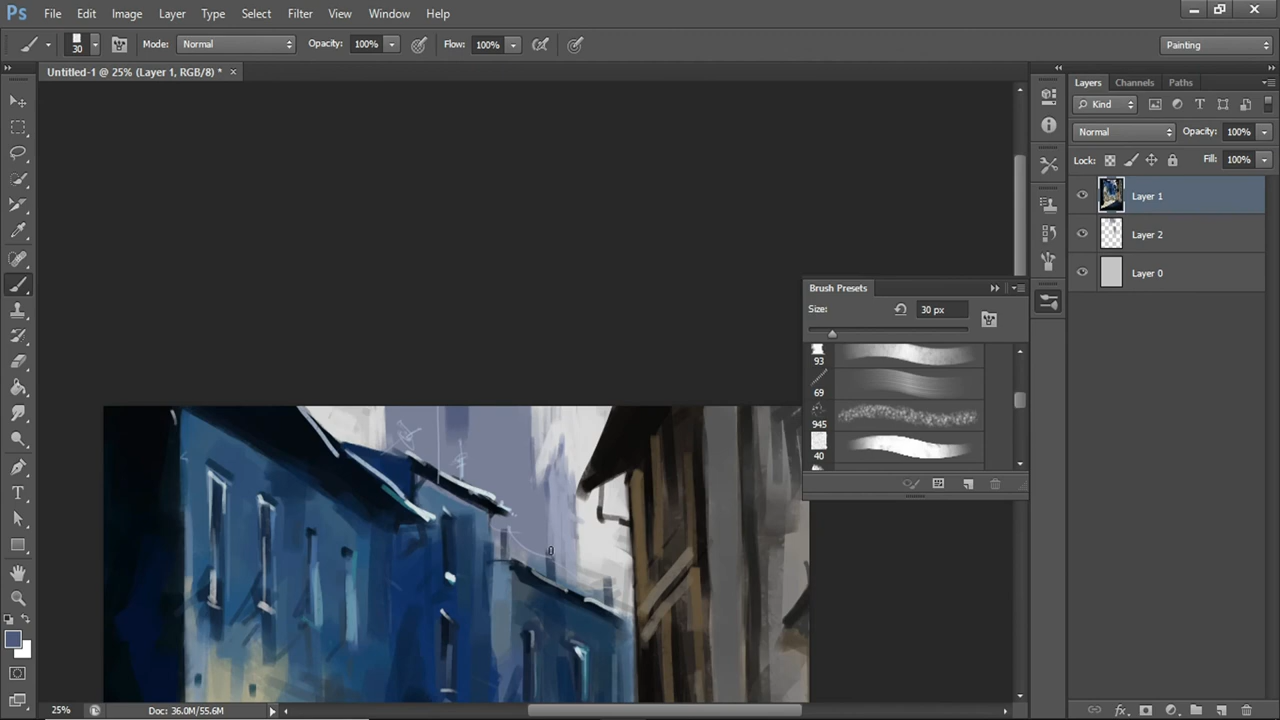 Ps File Edit Image Layer Type Select Filter View Window Help
30 Mode: Normal Opacity: 100% Flow: 100% Painting
Untitled-1 @ 25% (Layer 1, RGB/8) * ×
Layers Channels Paths
Kind
Normal Opacity: 100%
Lock: Fill: 100%
Layer 1
Layer 2
Layer 0
Brush Presets
Size: 30 px
93
69
945
40
25% Doc: 36.0M/55.6M